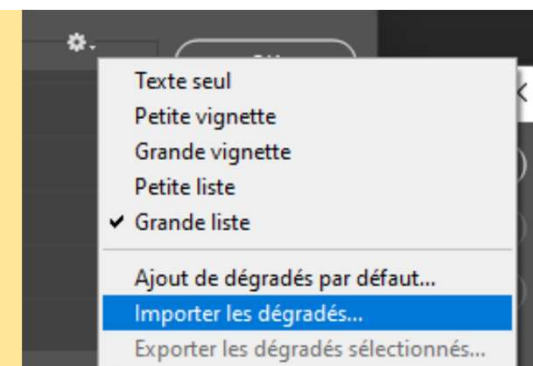 Texte seul
Petite vignette
Grande vignette
Petite liste
Grande liste
Ajout de dégradés par défaut...
Importer les dégradés...
Exporter les dégradés sélectionnés...